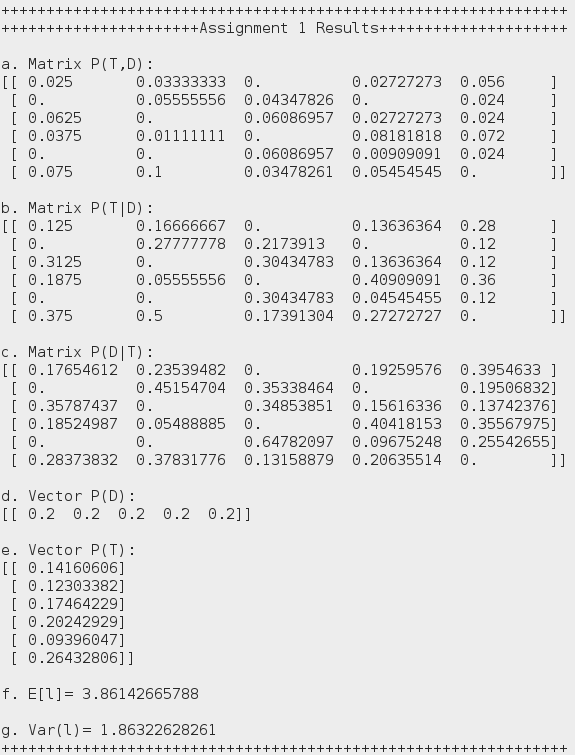 +++++++++++++++++++++++++++++++++++++++++++++++++++++++++++++++
++++++++++++++++++++++Assignment 1 Results+++++++++++++++++++++
a. Matrix P(T,D):
[[ 0.025       0.03333333  0.          0.02727273  0.056     ]
 [ 0.          0.05555556  0.04347826  0.          0.024     ]
 [ 0.0625      0.          0.06086957  0.02727273  0.024     ]
 [ 0.0375      0.01111111  0.          0.08181818  0.072     ]
 [ 0.          0.          0.06086957  0.00909091  0.024     ]
 [ 0.075       0.1         0.03478261  0.05454545  0.        ]]
b. Matrix P(T|D):
[[ 0.125       0.16666667  0.          0.13636364  0.28      ]
 [ 0.          0.27777778  0.2173913   0.          0.12      ]
 [ 0.3125      0.          0.30434783  0.13636364  0.12      ]
 [ 0.1875      0.05555556  0.          0.40909091  0.36      ]
 [ 0.          0.          0.30434783  0.04545455  0.12      ]
 [ 0.375       0.5         0.17391304  0.27272727  0.        ]]
c. Matrix P(D|T):
[[ 0.17654612  0.23539482  0.          0.19259576  0.3954633 ]
 [ 0.          0.45154704  0.35338464  0.          0.19506832]
 [ 0.35787437  0.          0.34853851  0.15616336  0.13742376]
 [ 0.18524987  0.05488885  0.          0.40418153  0.35567975]
 [ 0.          0.          0.64782097  0.09675248  0.25542655]
 [ 0.28373832  0.37831776  0.13158879  0.20635514  0.        ]]
d. Vector P(D):
[[ 0.2  0.2  0.2  0.2  0.2]]
e. Vector P(T):
[[ 0.14160606]
 [ 0.12303382]
 [ 0.17464229]
 [ 0.20242929]
 [ 0.09396047]
 [ 0.26432806]]
f. E[l]= 3.86142665788
g. Var(l)= 1.86322628261
+++++++++++++++++++++++++++++++++++++++++++++++++++++++++++++++